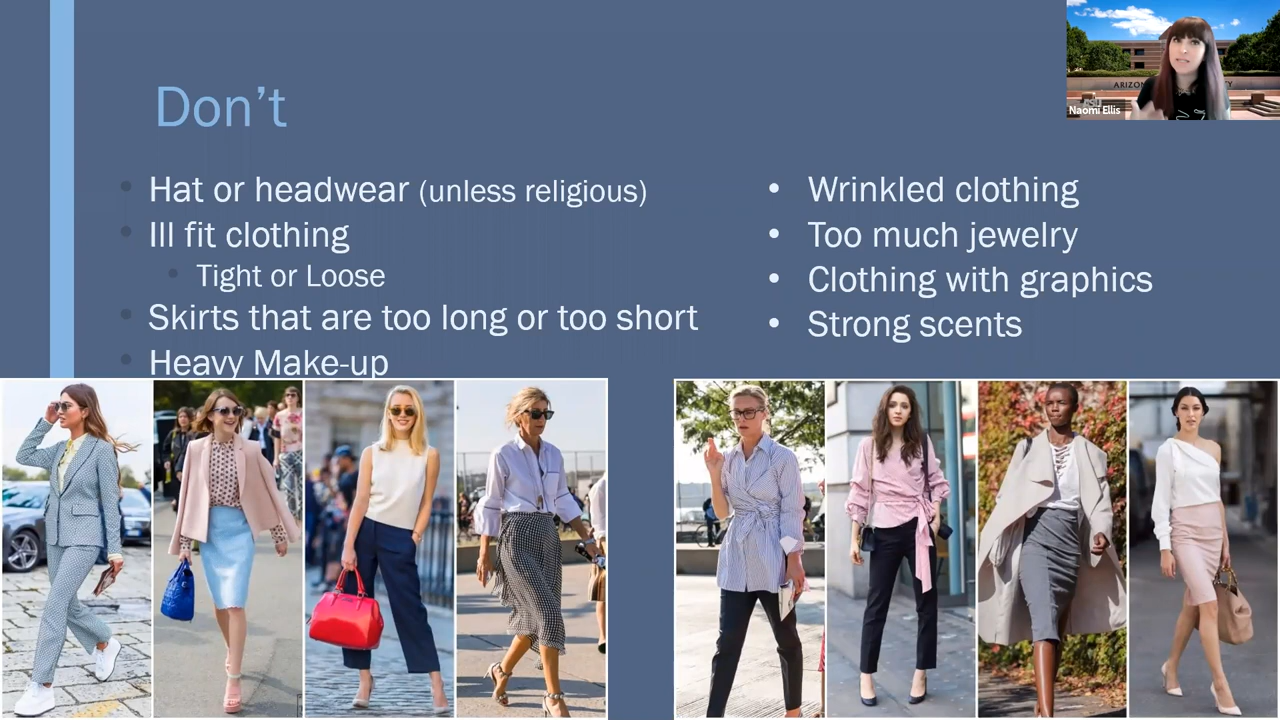 Don't
Hat or headwear (unless religious)
Ill fit clothing
Tight or Loose
Skirts that are too long or too short
Heavy Make-up
Wrinkled clothing
Too much jewelry
Clothing with graphics
Strong scents
ARIZON
Naomi Ellis